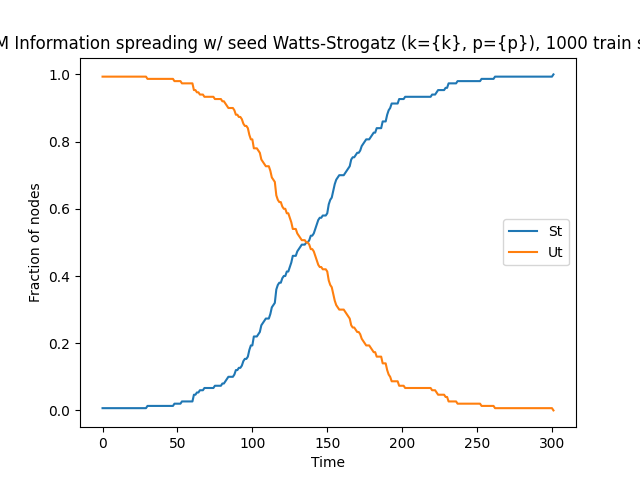 M Information spreading w/ seed Watts-Strogatz (k={k}, p={p}), 1000 train s
1.0
0.8
0.6
0.4
0.2
0.0
Fraction of nodes
St
Ut
0 50 100 150 200 250 300
Time